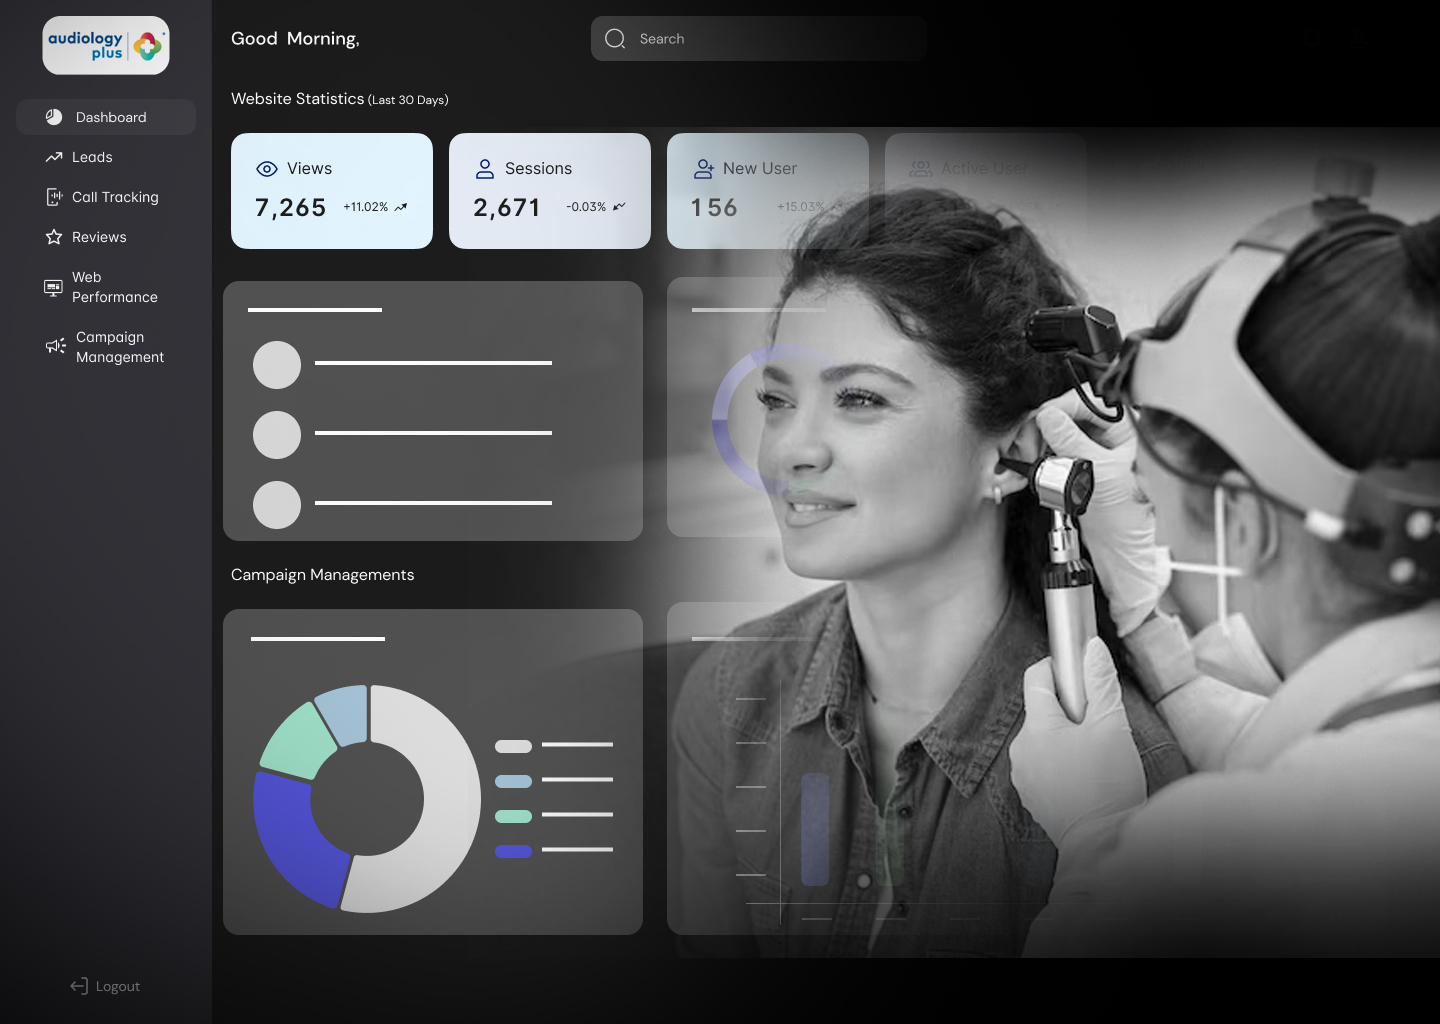 audiology
plus
Good Morning,
Search
Dashboard
Leads
Call Tracking
Reviews
Web
Performance
Campaign
Management
Logout
Website Statistics (Last 30 Days)
Views
7,265 +11.02%
Sessions
2,671 -0.03%
New User
156 +15.03%
Active User
Campaign Managements